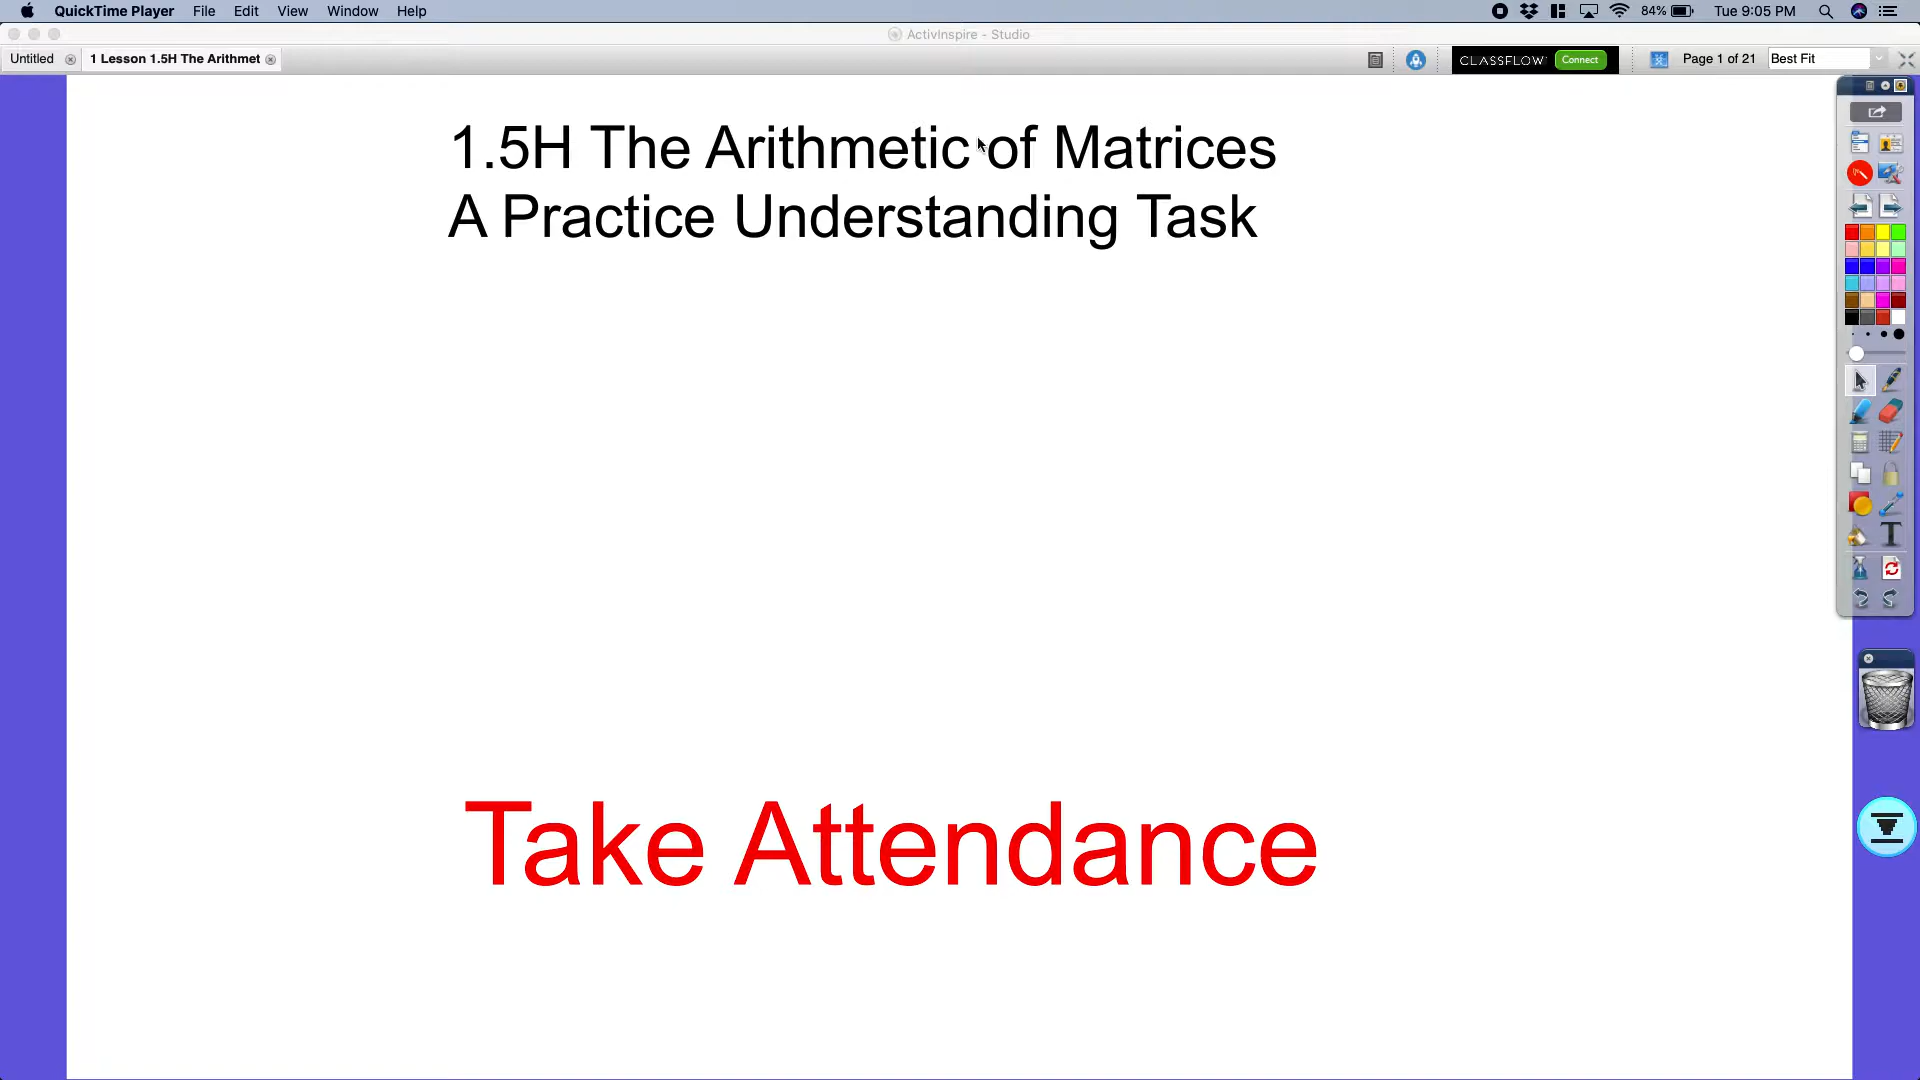 QuickTime Player File Edit View Window Help 84% Tue 9:05 PM
ActivInspire - Studio
Untitled 1 Lesson 1.5H The Arithmet CLASSFLOW Connect Page 1 of 21 Best Fit
1.5H The Arithmetic of Matrices
A Practice Understanding Task
T
Take Attendance